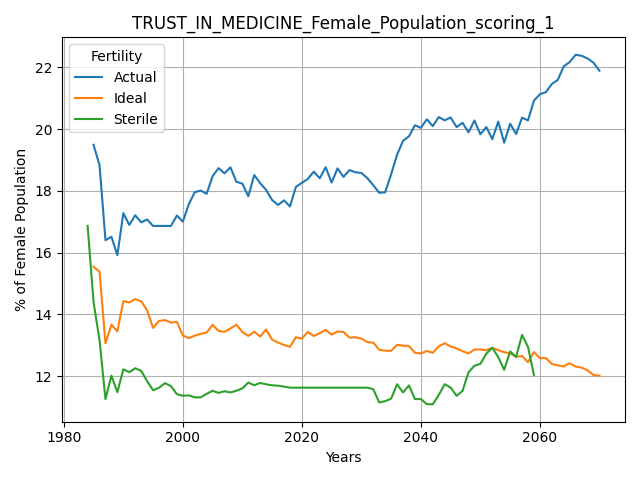 TRUST_IN_MEDICINE_Female_Population_scoring_1
Fertility
Actual
Ideal
Sterile
% of Female Population
22
20
18
16
14
12
1980
2000
2020
2040
2060
Years